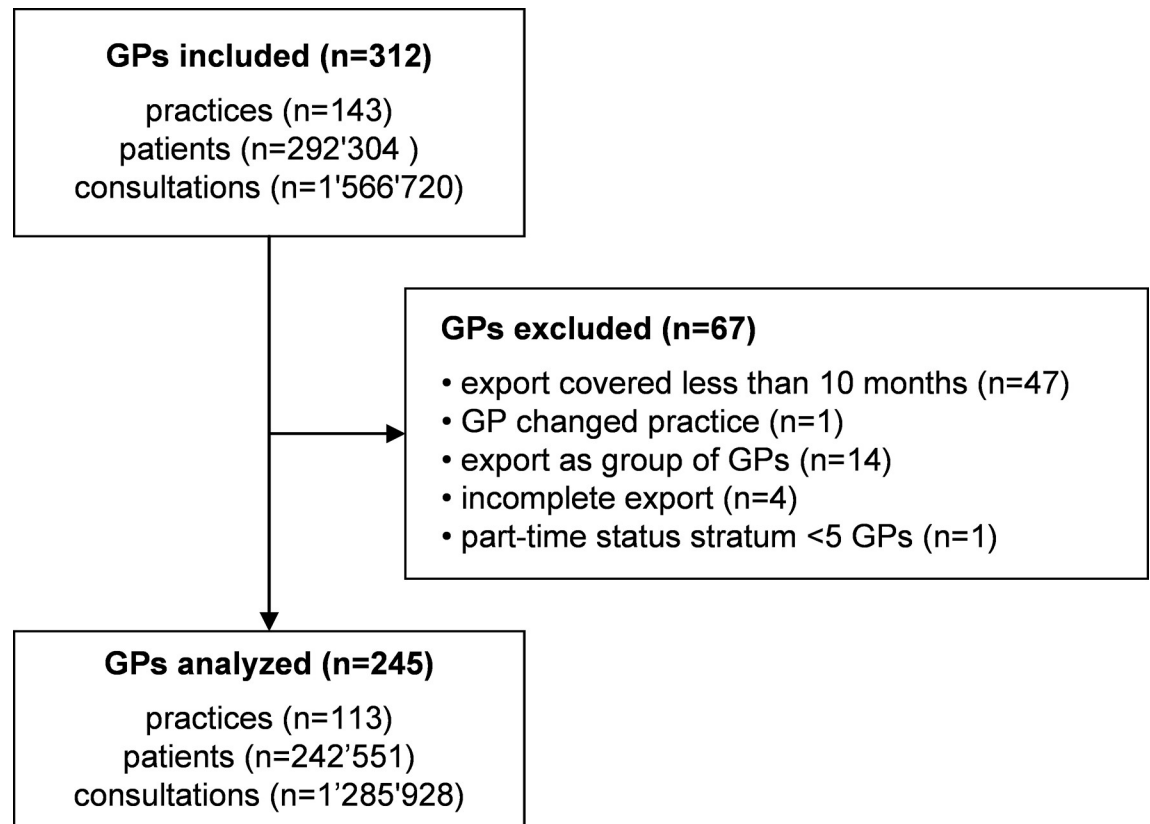 GPs included (n=312)
practices (n=143)
patients (n=292'304 )
consultations (n=1'566'720)
GPs excluded (n=67)
• export covered less than 10 months (n=47)
• GP changed practice (n=1)
• export as group of GPs (n=14)
• incomplete export (n=4)
• part-time status stratum <5 GPs (n=1)
GPs analyzed (n=245)
practices (n=113)
patients (n=242’551)
consultations (n=1’285'928)